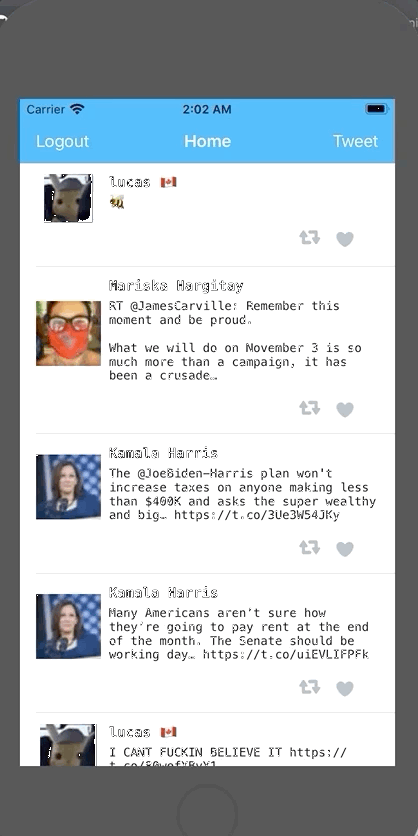 Carrier 2:02 AM
Logout Home Tweet
lucas 🇨🇦
🐝
Mariska Hargitay
RT @JamesCarville: Remember this
moment and be proud.
What we will do on November 3 is so
much more than a campaign, it has
been a crusade…
Kamala Harris
The @JoeBiden-Harris plan won't
increase taxes on anyone making less
than $400K and asks the super wealthy
and big… https://t.co/3Ue3W54JKy
Kamala Harris
Many Americans aren't sure how
they're going to pay rent at the end
of the month. The Senate should be
working day… https://t.co/uiEVLIFPFk
lucas 🇨🇦
I CANT FUCKIN BELIEVE IT https://